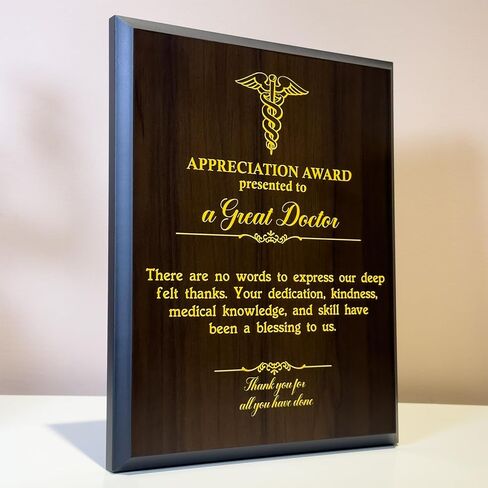 APPRECIATION AWARD
presented to
a Great Doctor
There are no words to express our deep
felt thanks. Your dedication, kindness,
medical knowledge, and skill have
been a blessing to us.
Thank you for
all you have done